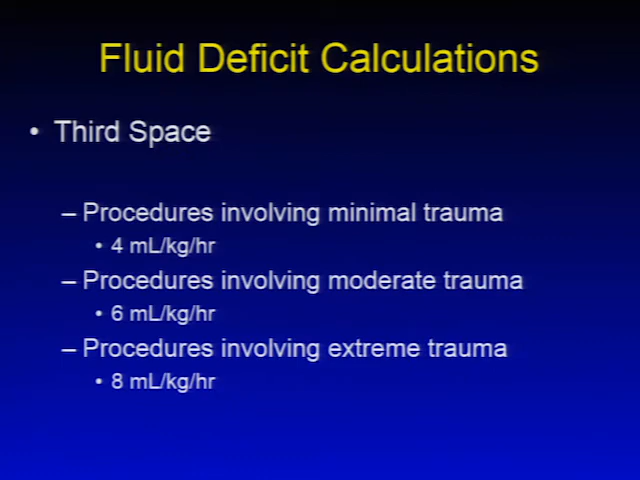 Fluid Deficit Calculations
• Third Space
– Procedures involving minimal trauma
• 4 mL/kg/hr
– Procedures involving moderate trauma
• 6 mL/kg/hr
– Procedures involving extreme trauma
• 8 mL/kg/hr